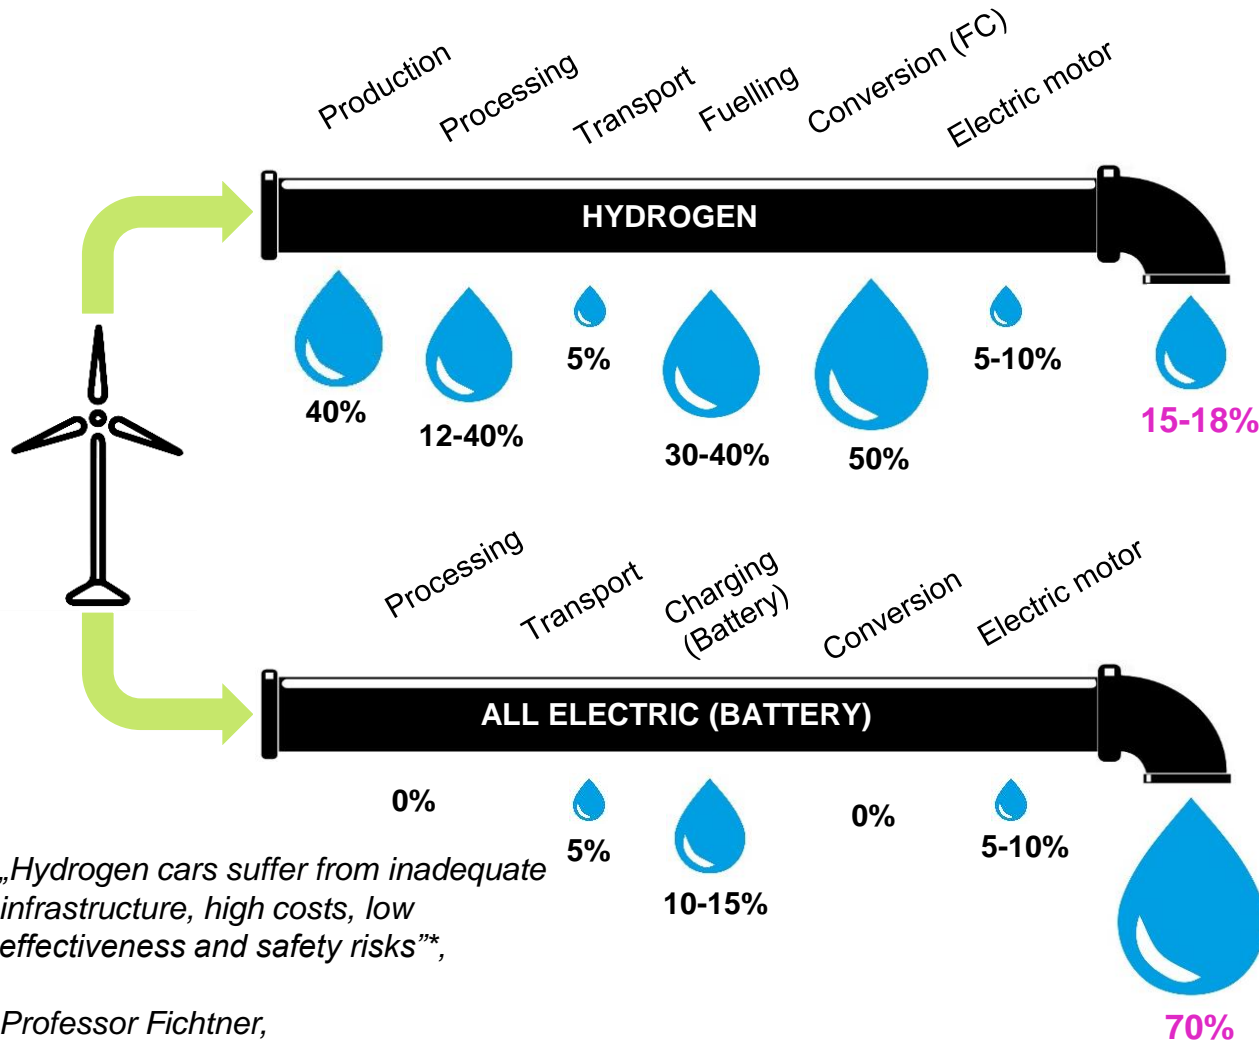 Production
Processing
Transport
Fuelling
Conversion (FC)
Electric motor
HYDROGEN
40%
12-40%
5%
30-40%
50%
5-10%
15-18%
Processing
Transport
Charging
(Battery)
Conversion
Electric motor
ALL ELECTRIC (BATTERY)
0%
5%
10-15%
0%
5-10%
70%
„Hydrogen cars suffer from inadequate
infrastructure, high costs, low
effectiveness and safety risks”*,
Professor Fichtner,